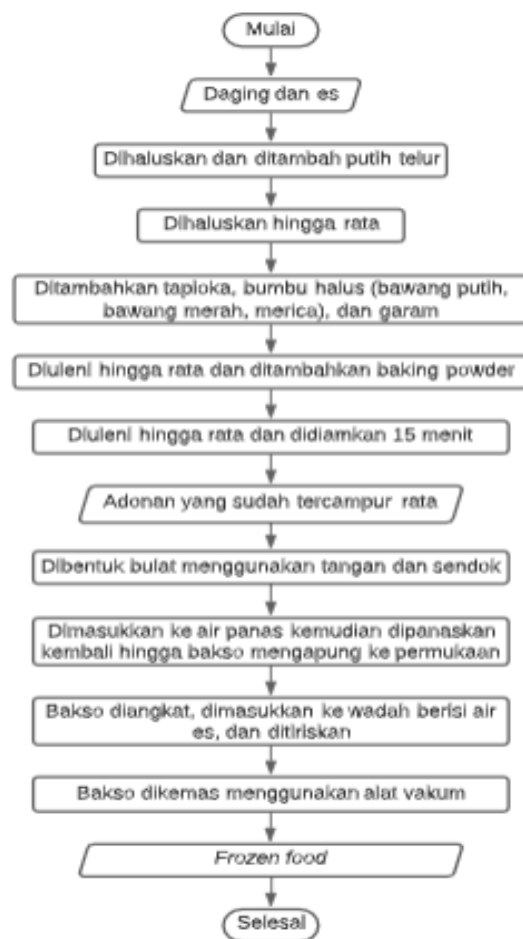 Mulai
Daging dan es
Dihaluskan dan ditambah putih telur
Dihaluskan hingga rata
Ditambahkan tapioka, bumbu halus (bawang putih,
bawang merah, merica), dan garam
Diuleni hingga rata dan ditambahkan baking powder
Diuleni hingga rata dan didiamkan 15 menit
Adonan yang sudah tercampur rata
Dibentuk bulat menggunakan tangan dan sendok
Dimasukkan ke air panas kemudian dipanaskan
kembali hingga bakso mengapung ke permukaan
Bakso diangkat, dimasukkan ke wadah berisi air
es, dan ditiriskan
Bakso dikemas menggunakan alat vakum
Frozen food
Selesai